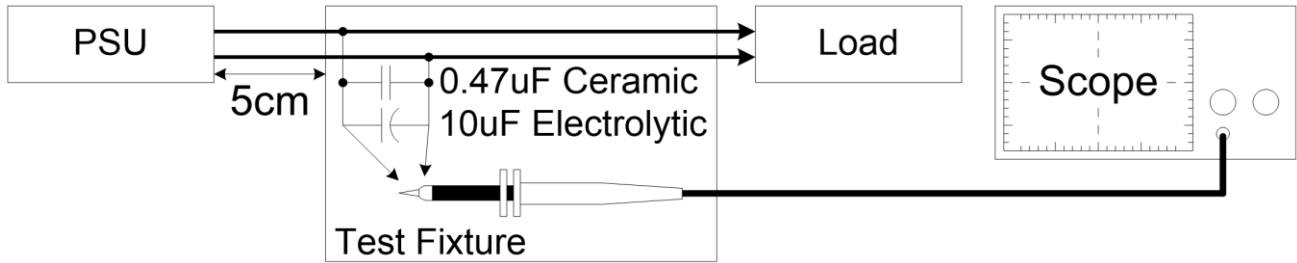 PSU
Load
Scope
5cm
0.47uF Ceramic
10uF Electrolytic
Test Fixture